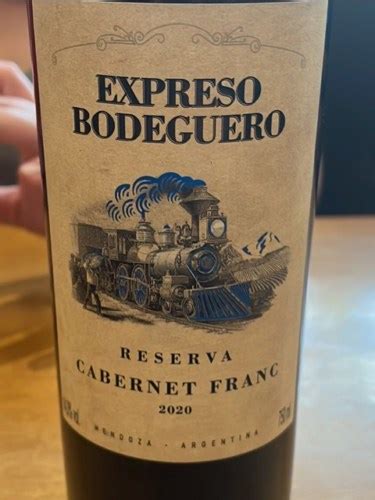 EXPRESO
BODEGUERO
RESERVA
CABERNET FRANC
2020
MENDOZA - ARGENTINA